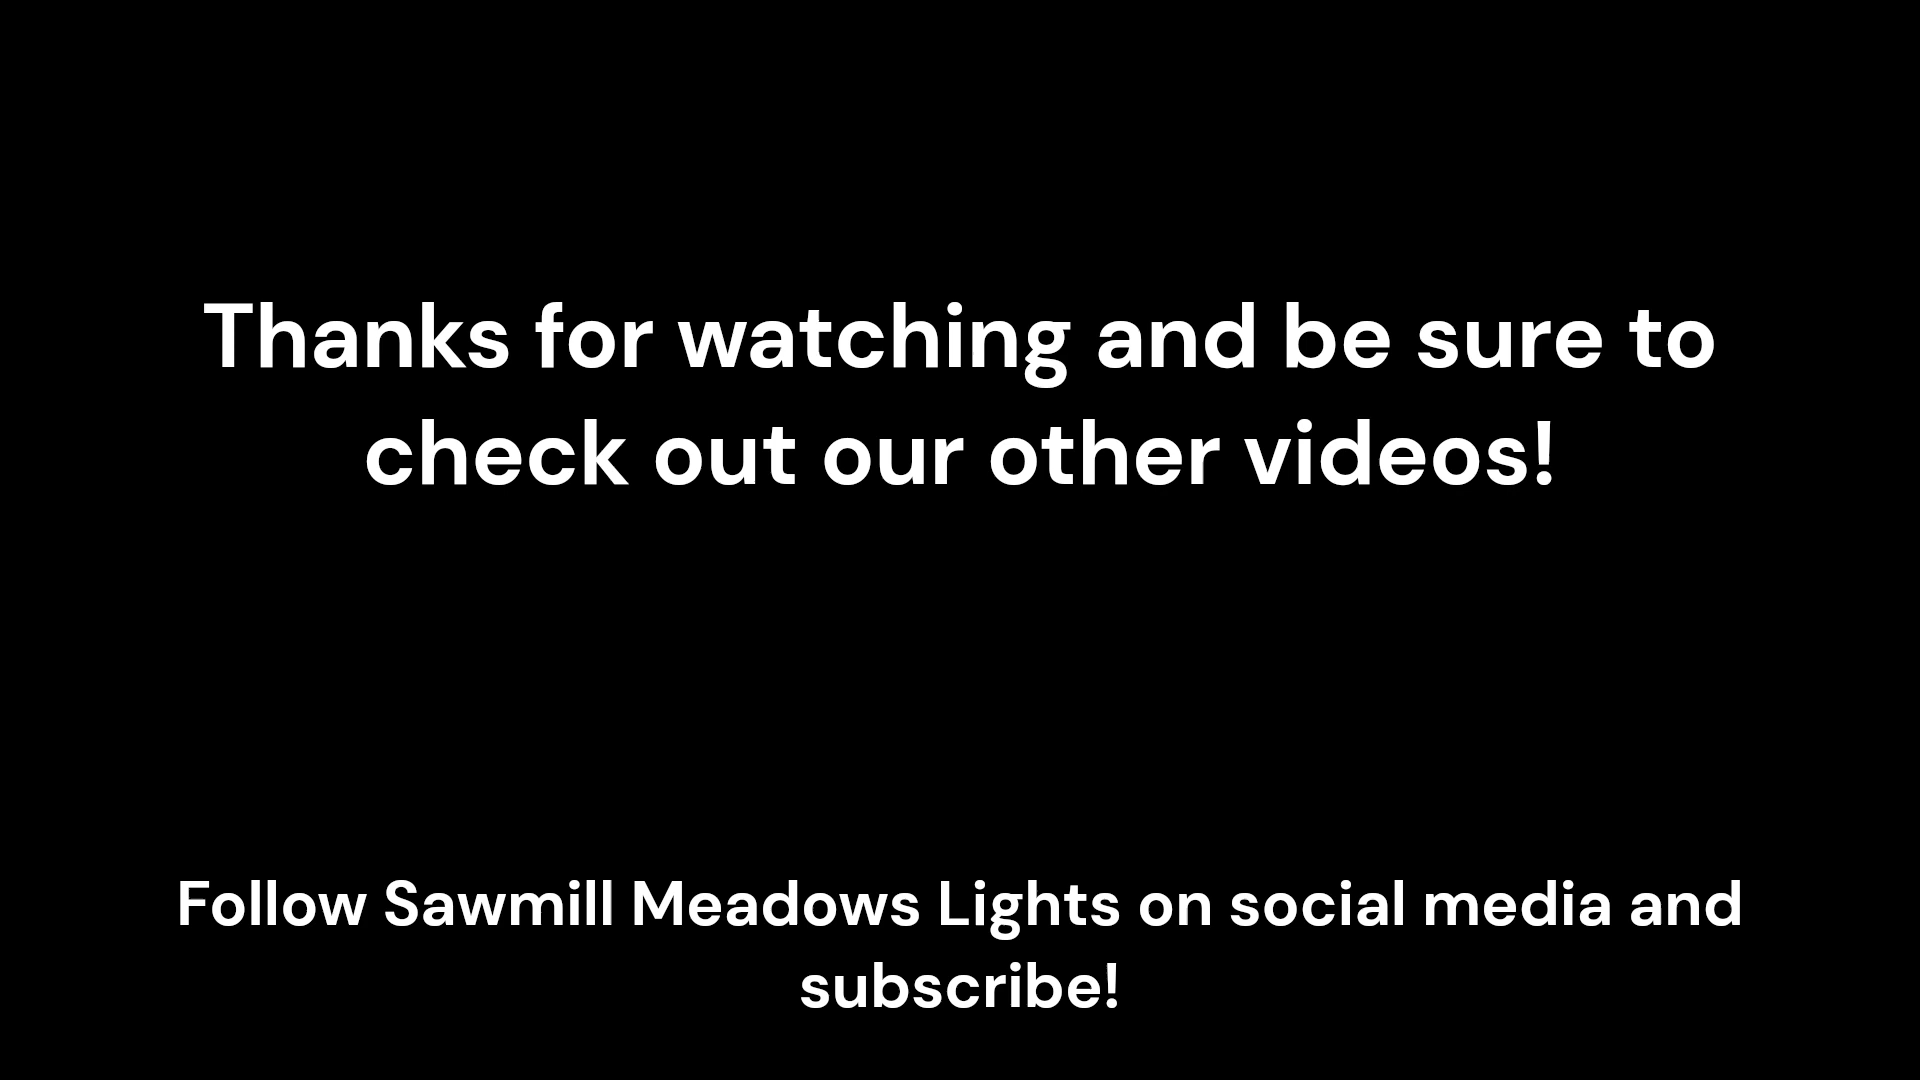 Thanks for watching and be sure to
check out our other videos!
Follow Sawmill Meadows Lights on social media and
subscribe!